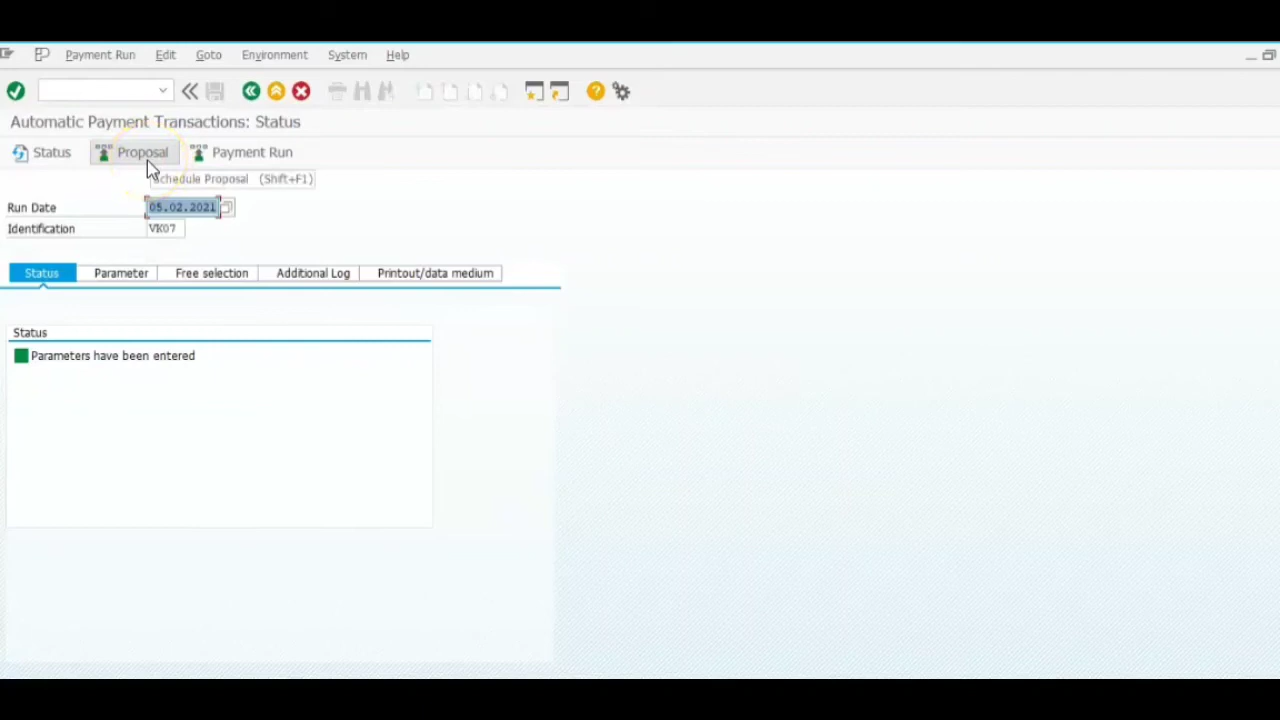 Payment Run Edit Goto Environment System Help
Automatic Payment Transactions: Status
Status Proposal Payment Run
Schedule Proposal (Shift+F1)
Run Date 05.02.2021
Identification VK07
Status Parameter Free selection Additional Log Printout/data medium
Status
Parameters have been entered